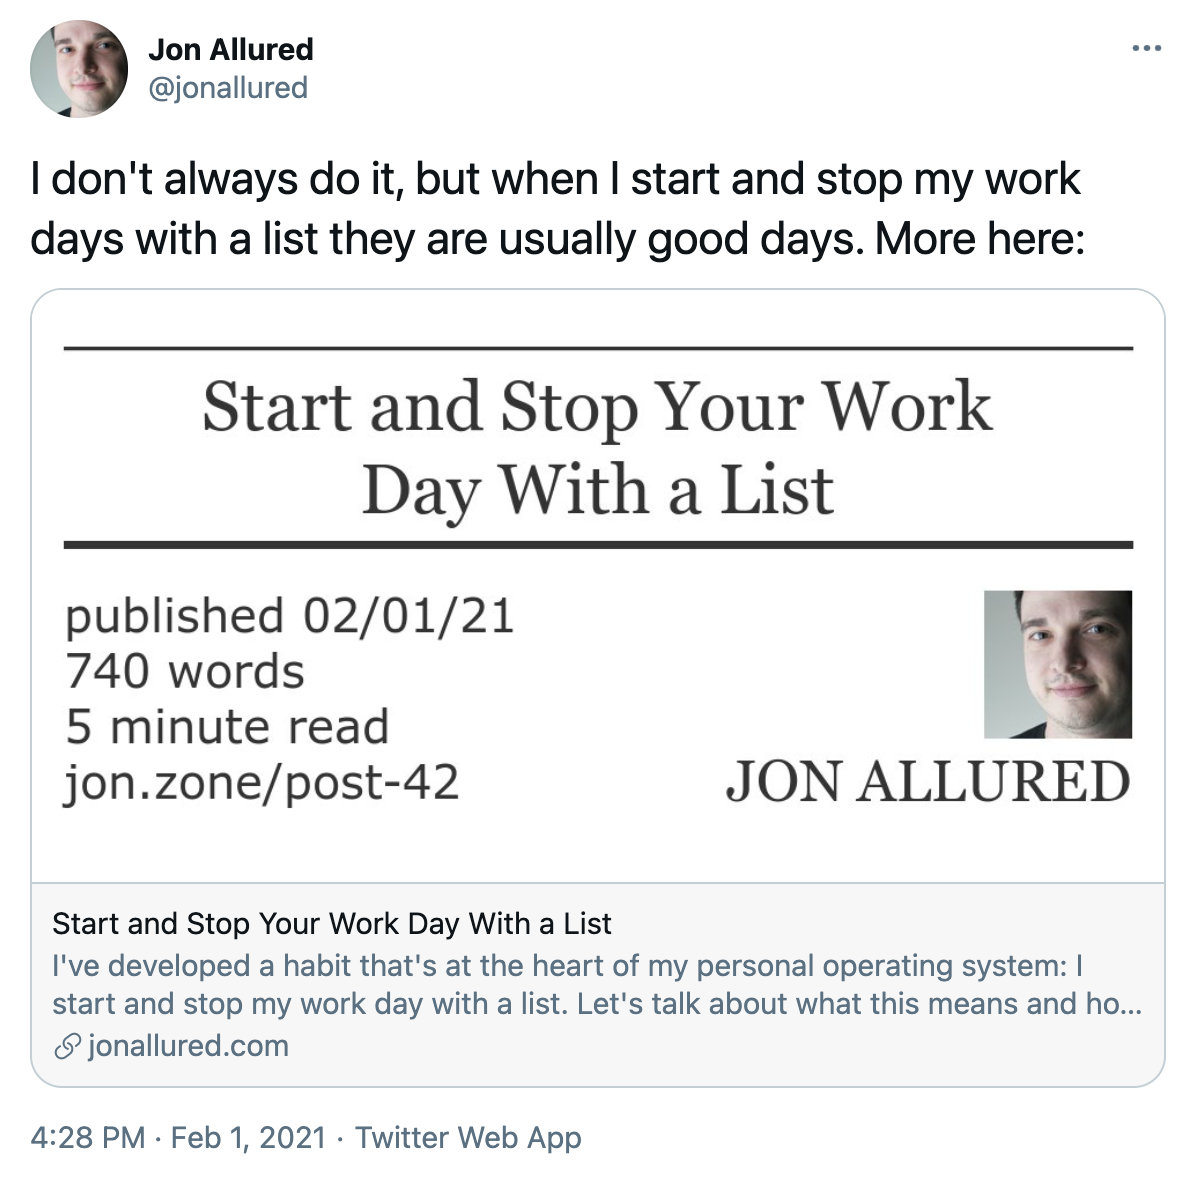 Jon Allured
@jonallured
I don't always do it, but when I start and stop my work
days with a list they are usually good days. More here:
Start and Stop Your Work
Day With a List
published 02/01/21
740 words
5 minute read
jon.zone/post-42
JON ALLURED
Start and Stop Your Work Day With a List
I've developed a habit that's at the heart of my personal operating system: I
start and stop my work day with a list. Let's talk about what this means and ho...
jonallured.com
4:28 PM · Feb 1, 2021 · Twitter Web App